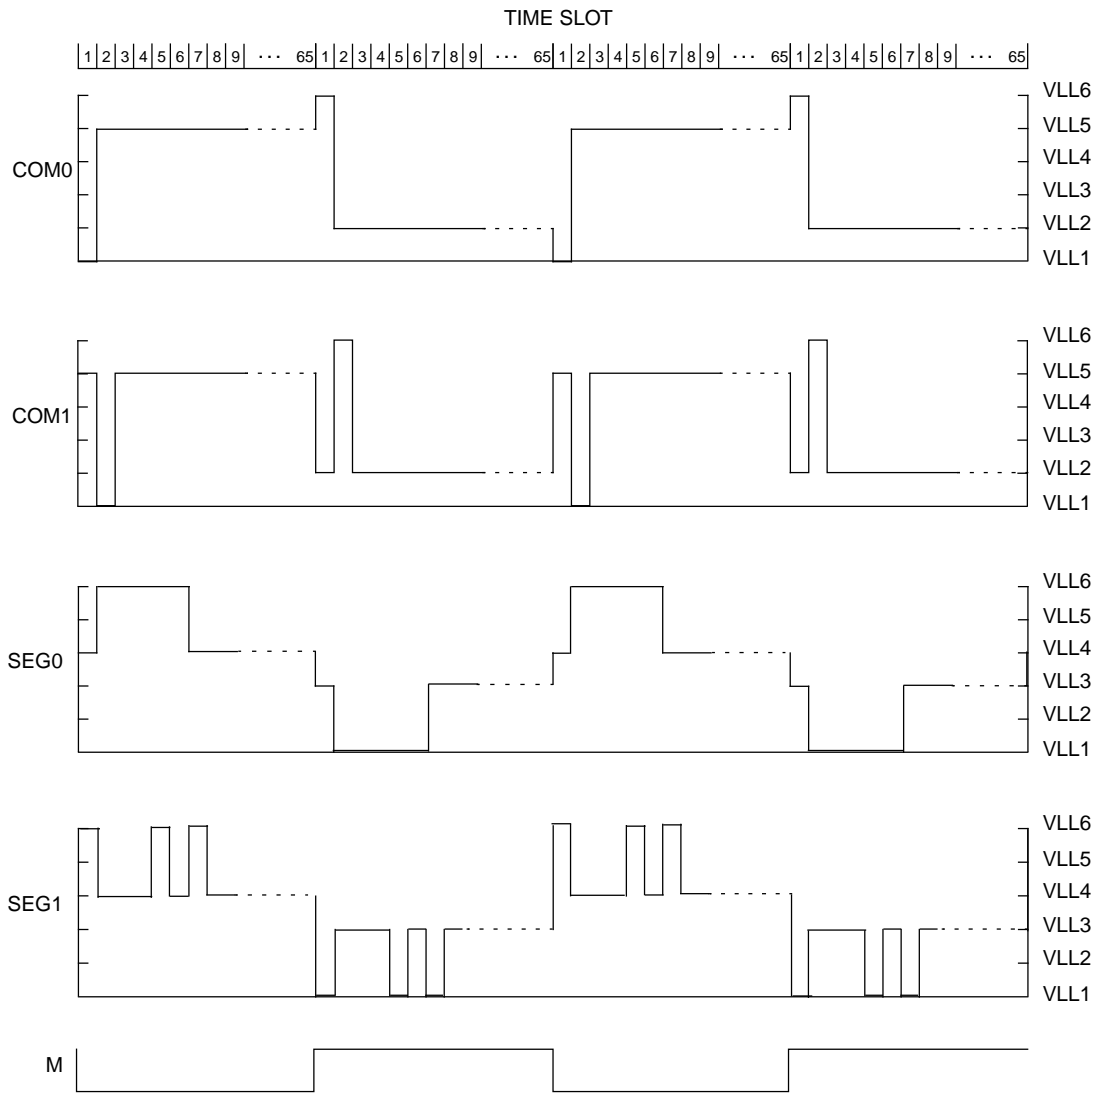 TIME SLOT
1 2 3 4 5 6 7 8 9 ··· 65 1 2 3 4 5 6 7 8 9 ··· 65 1 2 3 4 5 6 7 8 9 ··· 65 1 2 3 4 5 6 7 8 9 ··· 65
VLL6
VLL5
VLL4
COM0
VLL3
VLL2
VLL1
VLL6
VLL5
VLL4
COM1
VLL3
VLL2
VLL1
VLL6
VLL5
VLL4
SEG0
VLL3
VLL2
VLL1
VLL6
VLL5
VLL4
SEG1
VLL3
VLL2
VLL1
M